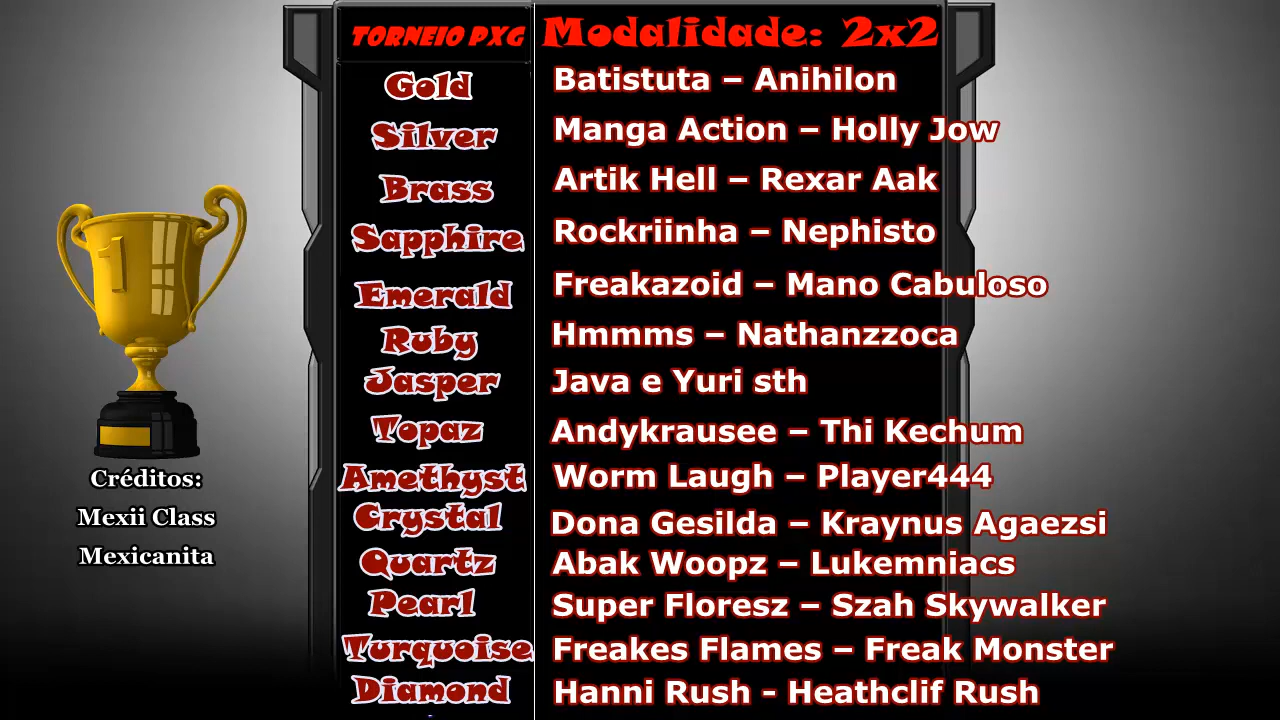 TORNEIO PXG Modalidade: 2x2
Gold Batistuta – Anihilon
Silver Manga Action – Holly Jow
Brass Artik Hell – Rexar Aak
Sapphire Rockriinha – Nephisto
Emerald Freakazoid – Mano Cabuloso
Ruby Hmmms – Nathanzzoca
Jasper Java e Yuri sth
Topaz Andykrausee – Thi Kechum
Amethyst Worm Laugh – Player444
Crystal Dona Gesilda – Kraynus Agaezsi
Quartz Abak Woopz – Lukemniacs
Pearl Super Floresz – Szah Skywalker
Turquoise Freakes Flames – Freak Monster
Diamond Hanni Rush - Heathclif Rush
1
Créditos:
Mexii Class
Mexicanita